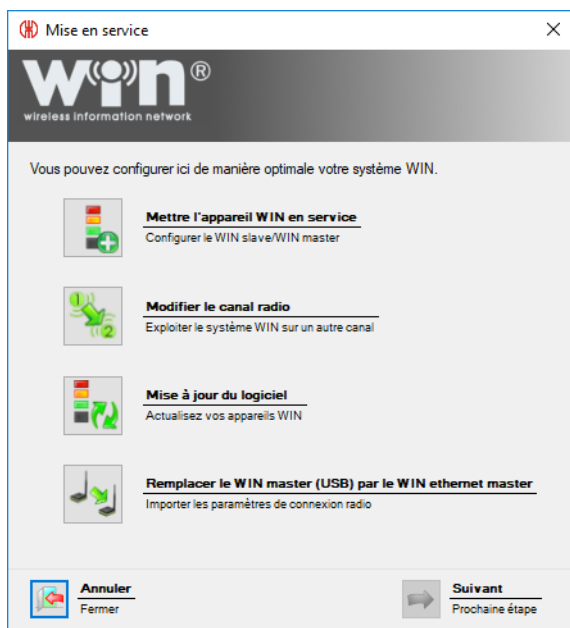 Mise en service
WIN®
wireless information network
Vous pouvez configurer ici de manière optimale votre système WIN.
Mettre l'appareil WIN en service
Configurer le WIN slave/WIN master
1
2
Modifier le canal radio
Exploiter le système WIN sur un autre canal
Mise à jour du logiciel
Actualisez vos appareils WIN
Remplacer le WIN master (USB) par le WIN ethernet master
Importer les paramètres de connexion radio
Annuler
Fermer
Suivant
Prochaine étape